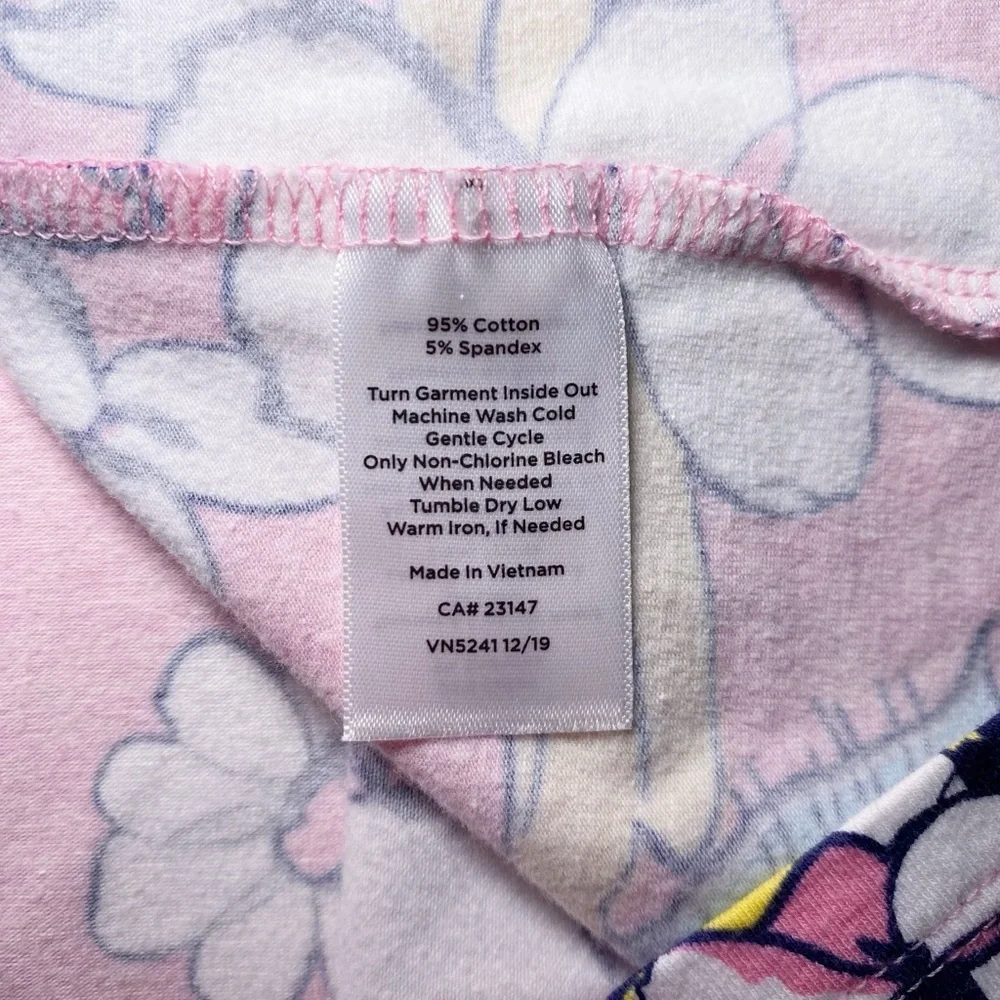 95% Cotton
5% Spandex
Turn Garment Inside Out
Machine Wash Cold
Gentle Cycle
Only Non-Chlorine Bleach
When Needed
Tumble Dry Low
Warm Iron, If Needed
Made In Vietnam
CA# 23147
VN5241 12/19